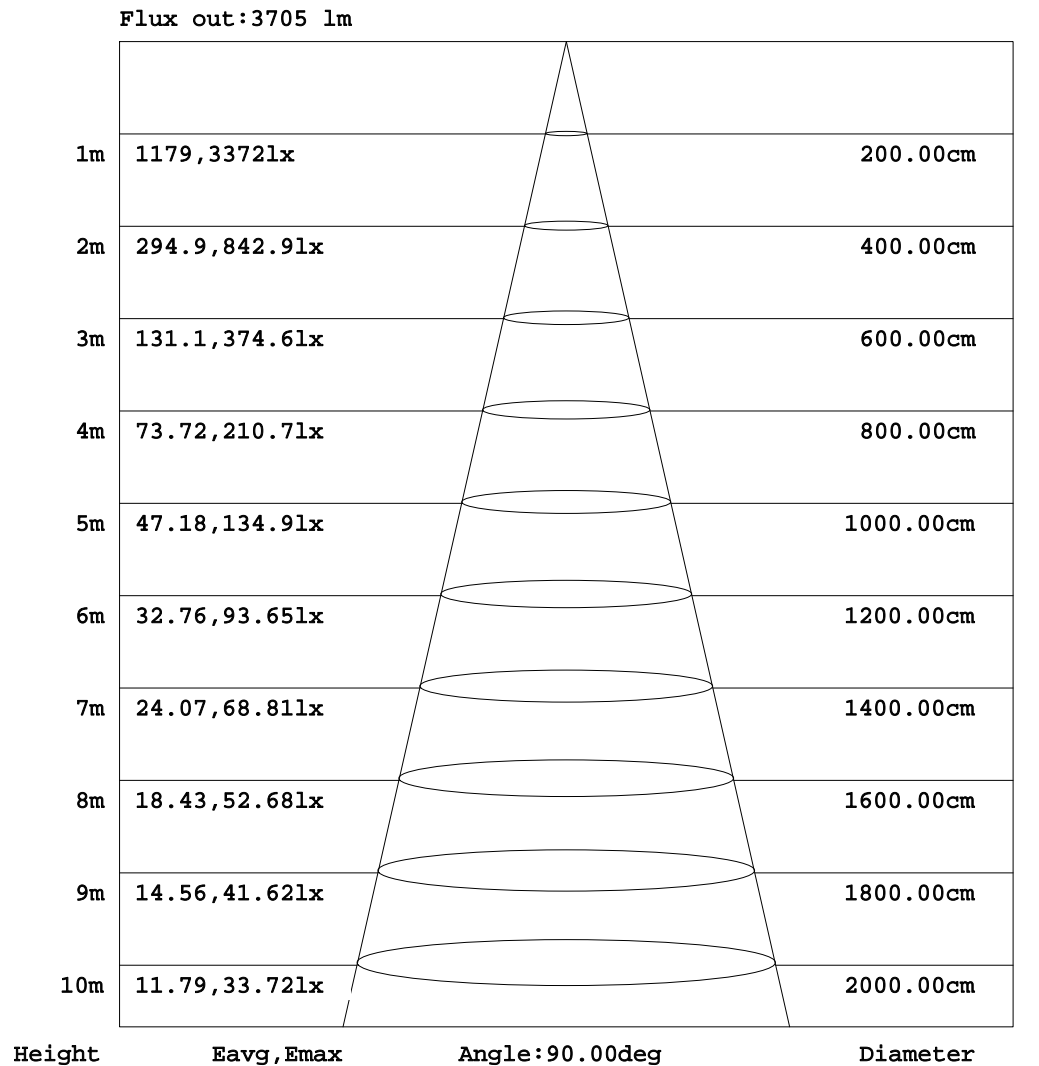 Flux out:3705 lm
1m 1179,3372lx 200.00cm
2m 294.9,842.9lx 400.00cm
3m 131.1,374.6lx 600.00cm
4m 73.72,210.7lx 800.00cm
5m 47.18,134.9lx 1000.00cm
6m 32.76,93.65lx 1200.00cm
7m 24.07,68.81lx 1400.00cm
8m 18.43,52.68lx 1600.00cm
9m 14.56,41.62lx 1800.00cm
10m 11.79,33.72lx 2000.00cm
Height Eavg,Emax Angle:90.00deg Diameter